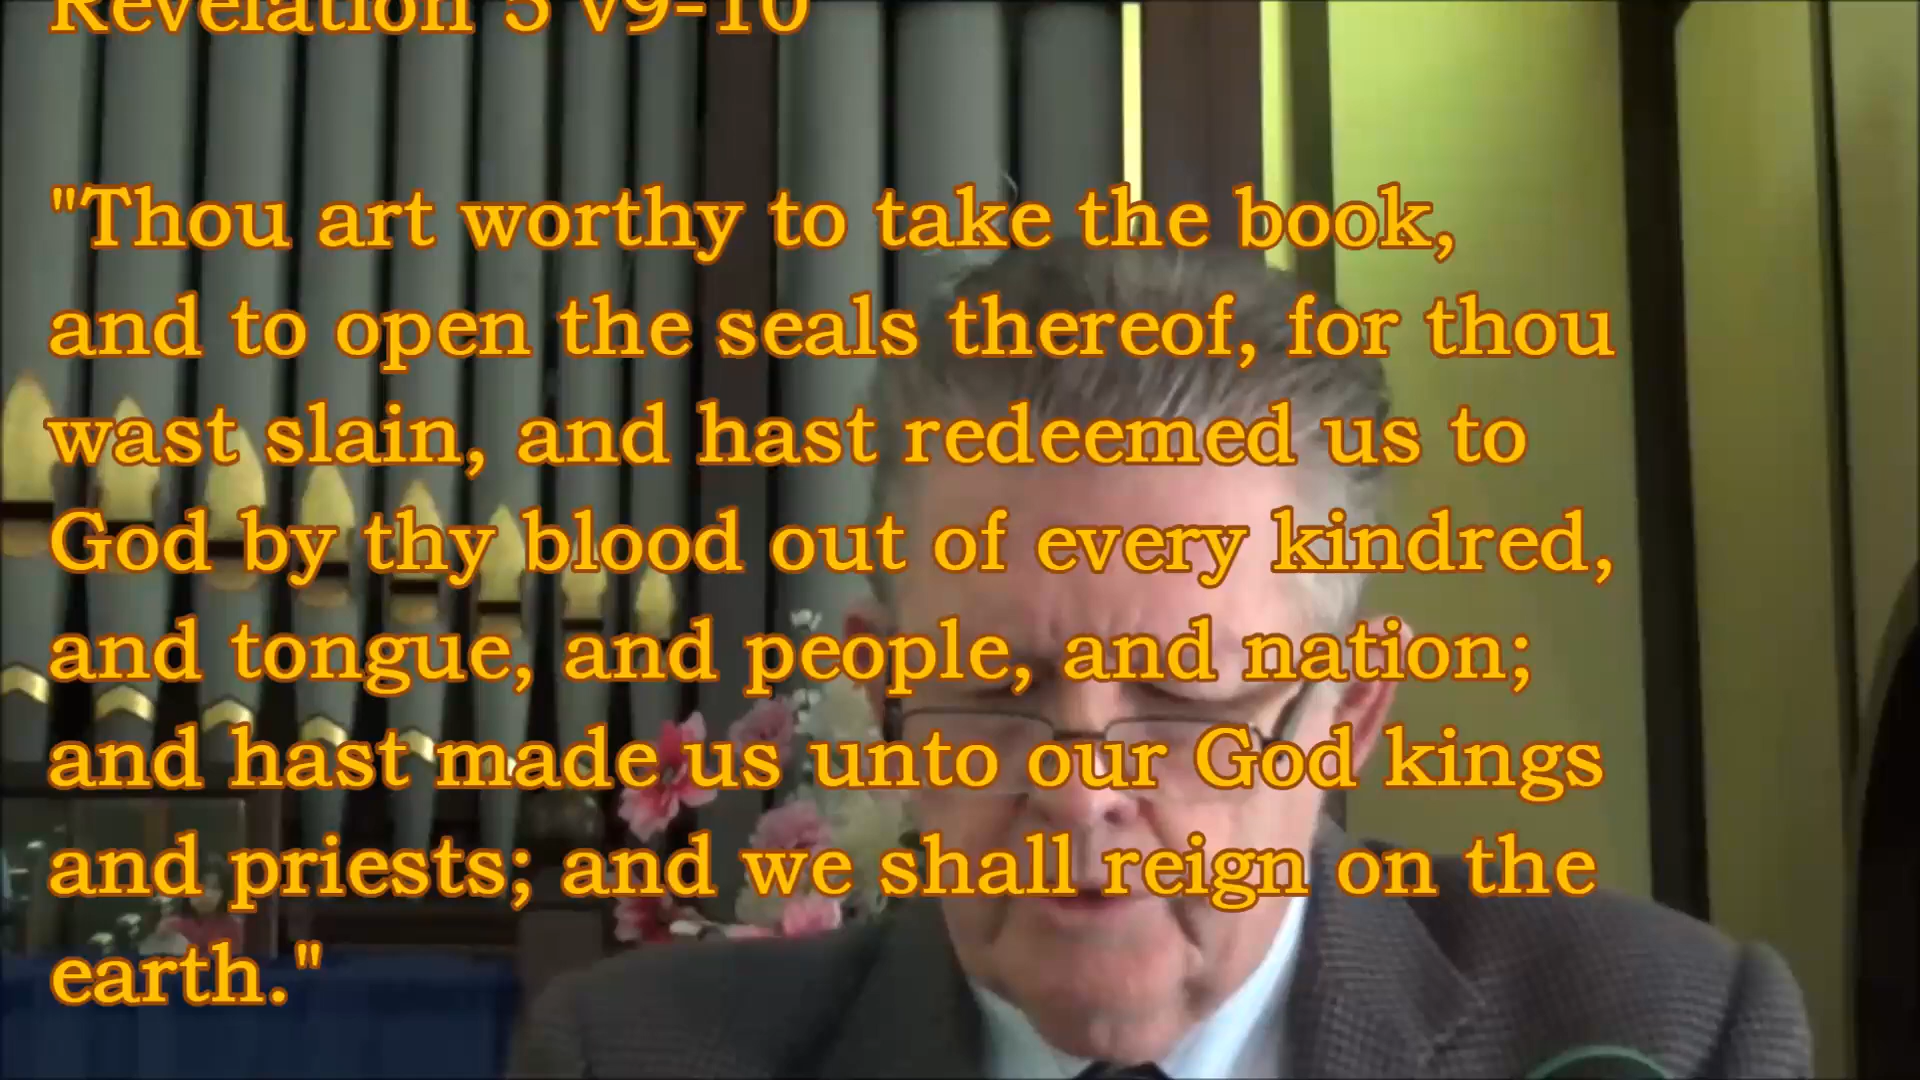 Revelation 5 v9-10
"Thou art worthy to take the book,
and to open the seals thereof, for thou
wast slain, and hast redeemed us to
God by thy blood out of every kindred,
and tongue, and people, and nation;
and hast made us unto our God kings
and priests; and we shall reign on the
earth."